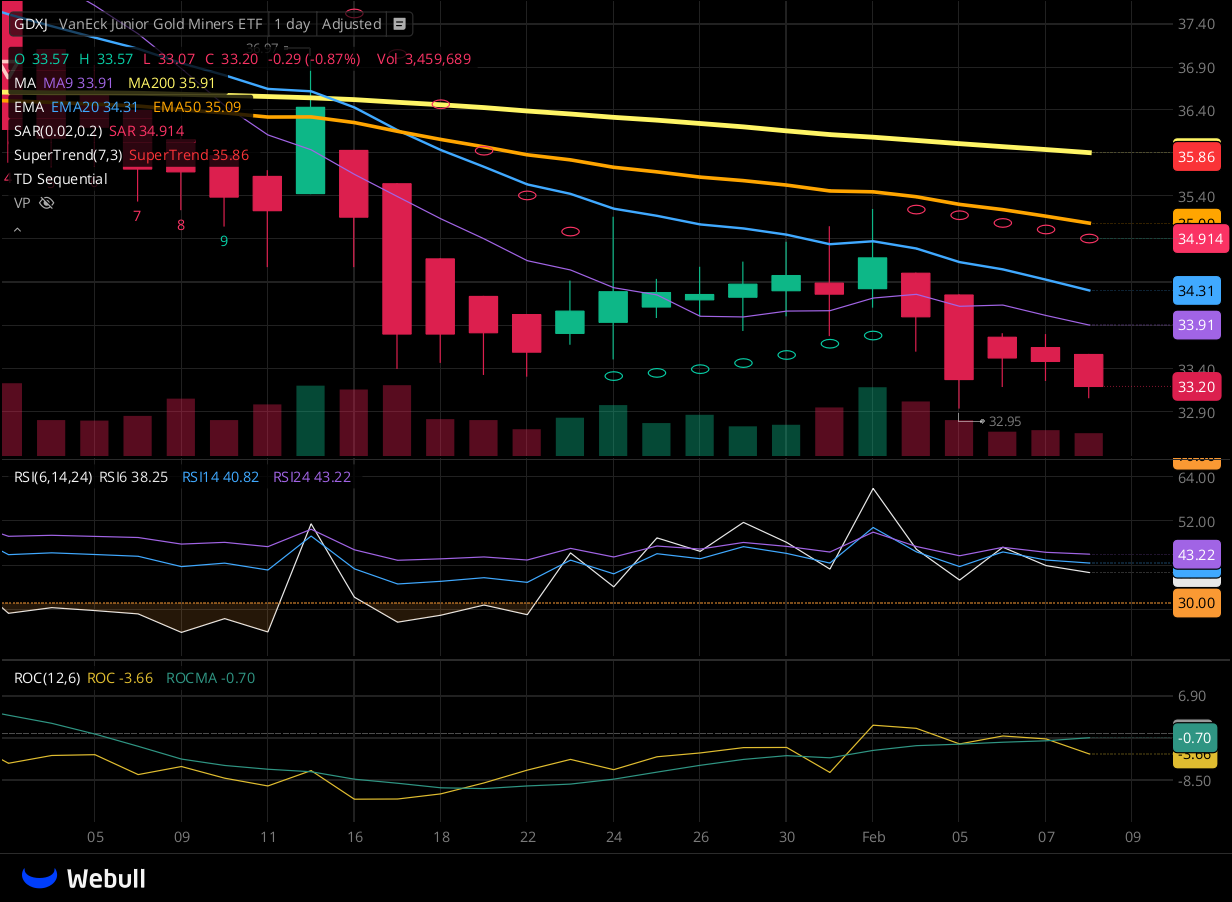 GDXJ VanEck Junior Gold Miners ETF 1 day Adjusted
O 33.57 H 33.57 L 33.07 C 33.20 -0.29 (-0.87%) Vol 3,459,689
MA MA9 33.91 MA200 35.91
EMA EMA20 34.31 EMA50 35.09
SAR(0.02,0.2) SAR 34.914
SuperTrend(7,3) SuperTrend 35.86
TD Sequential
VP
7
8
9
32.95
37.40
36.90
36.40
35.86
35.40
34.914
34.31
33.91
33.40
33.20
32.90
RSI(6,14,24) RSI6 38.25 RSI14 40.82 RSI24 43.22
64.00
52.00
43.22
30.00
ROC(12,6) ROC -3.66 ROCMA -0.70
6.90
-0.70
-3.66
-8.50
05 09 11 16 18 22 24 26 30 Feb 05 07 09
Webull